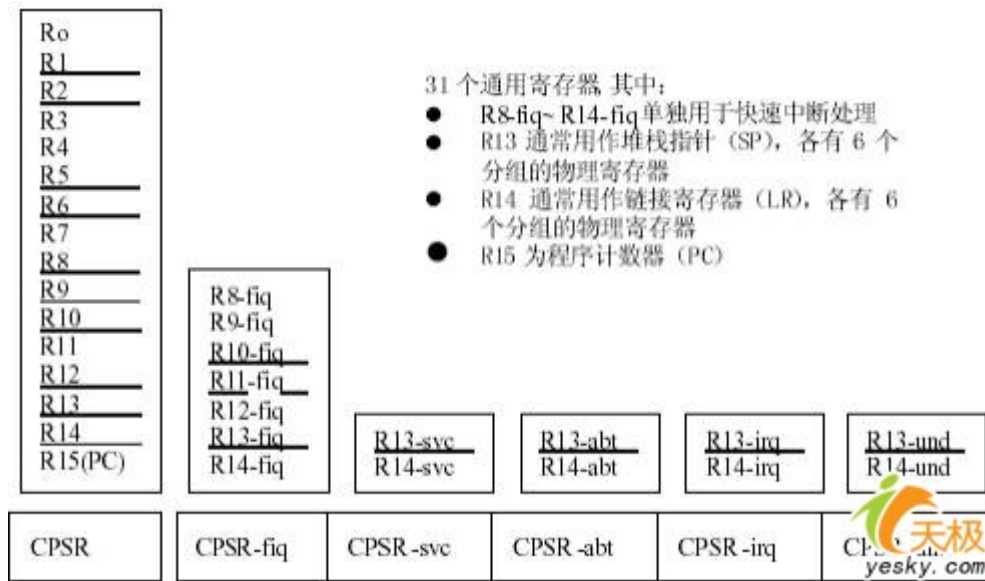 Ro
R1
R2
R3
R4
R5
R6
R7
R8
R9
R10
R11
R12
R13
R14
R15(PC)
31 个通用寄存器, 其中:
● R8-fiq~ R14-fiq单独用于快速中断处理
● R13 通常用作堆栈指针（SP），各有 6 个
分组的物理寄存器
● R14 通常用作链接寄存器（LR），各有 6
个分组的物理寄存器
● R15 为程序计数器（PC）
R8-fiq
R9-fiq
R10-fiq
R11-fiq
R12-fiq
R13-fiq
R14-fiq
R13-svc
R14-svc
R13-abt
R14-abt
R13-irq
R14-irq
R13-und
R14-und
CPSR
CPSR-fiq
CPSR-svc
CPSR-abt
CPSR-irq
天极
yesky.com